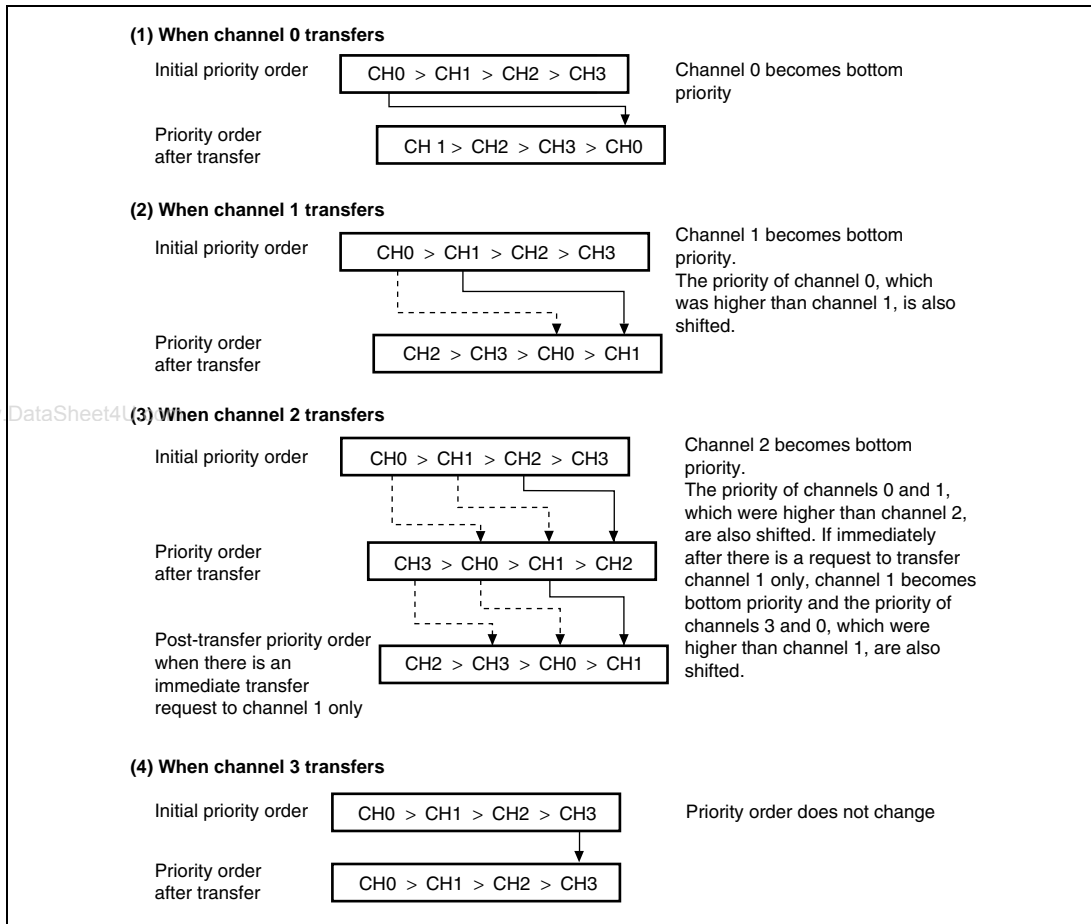 (1) When channel 0 transfers
Initial priority order
CH0 > CH1 > CH2 > CH3
Channel 0 becomes bottom
priority
Priority order
after transfer
CH 1 > CH2 > CH3 > CH0
(2) When channel 1 transfers
Initial priority order
CH0 > CH1 > CH2 > CH3
Channel 1 becomes bottom
priority.
The priority of channel 0, which
was higher than channel 1, is also
shifted.
Priority order
after transfer
CH2 > CH3 > CH0 > CH1
.DataSheet4U.com
(3) When channel 2 transfers
Initial priority order
CH0 > CH1 > CH2 > CH3
Channel 2 becomes bottom
priority.
The priority of channels 0 and 1,
which were higher than channel 2,
are also shifted. If immediately
after there is a request to transfer
channel 1 only, channel 1 becomes
bottom priority and the priority of
channels 3 and 0, which were
higher than channel 1, are also
shifted.
Priority order
after transfer
CH3 > CH0 > CH1 > CH2
Post-transfer priority order
when there is an
immediate transfer
request to channel 1 only
CH2 > CH3 > CH0 > CH1
(4) When channel 3 transfers
Initial priority order
CH0 > CH1 > CH2 > CH3
Priority order does not change
Priority order
after transfer
CH0 > CH1 > CH2 > CH3